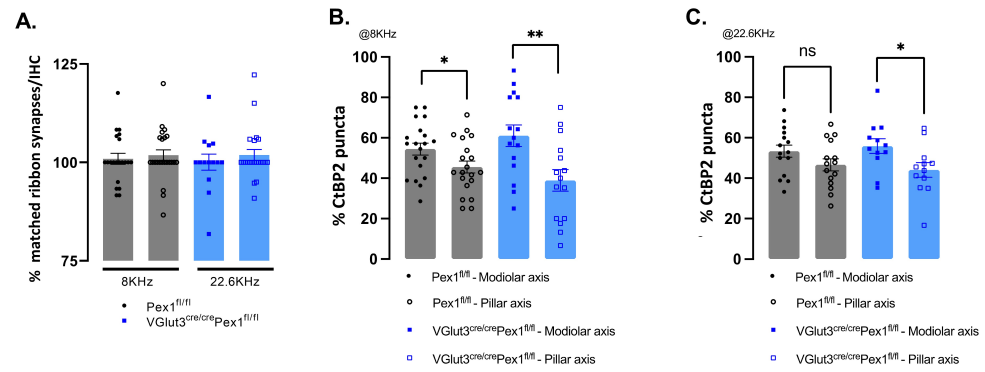 A.
% matched ribbon synapses/IHC
125
100
75
8KHz
22.6KHz
Pex1fl/fl
VGlut3cre/crePex1fl/fl
B.
@8KHz
% CtBP2 puncta
100
80
60
40
20
0
*
**
Pex1fl/fl - Modiolar axis
Pex1fl/fl - Pillar axis
VGlut3cre/crePex1fl/fl - Modiolar axis
VGlut3cre/crePex1fl/fl - Pillar axis
C.
@22.6KHz
% CtBP2 puncta
100
80
60
40
20
0
ns
*
Pex1fl/fl - Modiolar axis
Pex1fl/fl - Pillar axis
VGlut3cre/crePex1fl/fl - Modiolar axis
VGlut3cre/crePex1fl/fl - Pillar axis